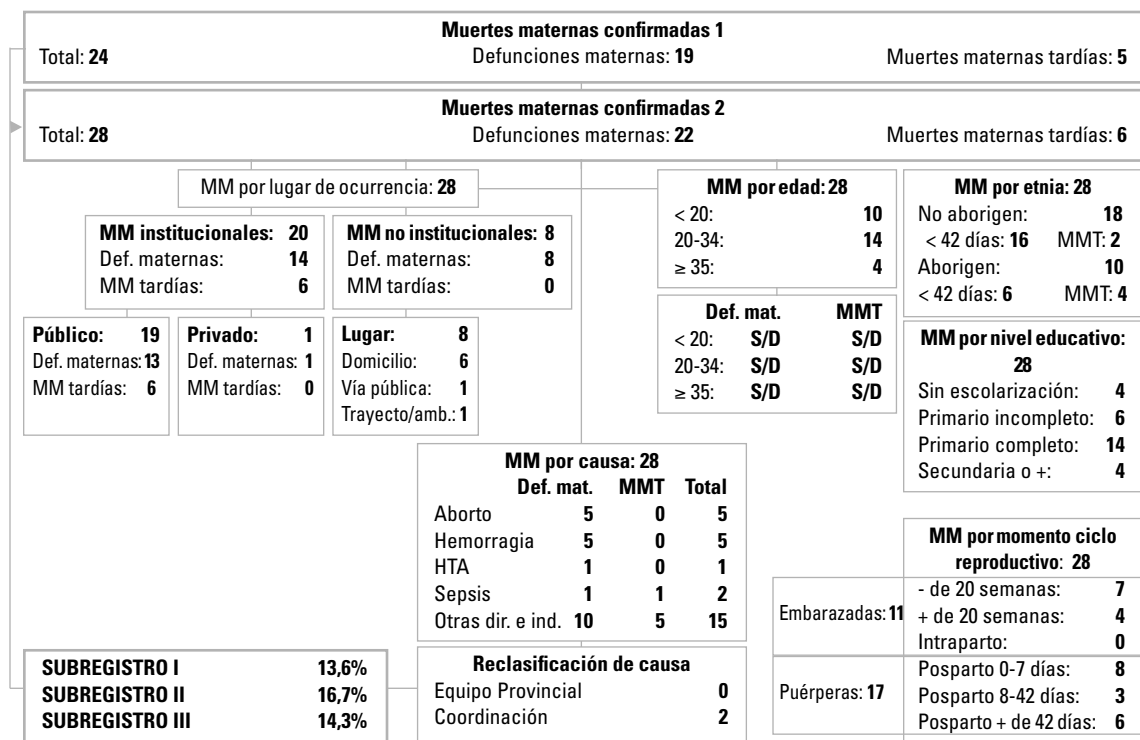 Muertes maternas confirmadas 1
Total: 24 Defunciones maternas: 19 Muertes maternas tardías: 5
Muertes maternas confirmadas 2
Total: 28 Defunciones maternas: 22 Muertes maternas tardías: 6
MM por lugar de ocurrencia: 28
MM institucionales: 20
Def. maternas: 14
MM tardías: 6
MM no institucionales: 8
Def. maternas: 8
MM tardías: 0
Público: 19
Def. maternas: 13
MM tardías: 6
Privado: 1
Def. maternas: 1
MM tardías: 0
Lugar: 8
Domicilio: 6
Vía pública: 1
Trayecto/amb.: 1
MM por edad: 28
< 20: 10
20-34: 14
≥ 35: 4
Def. mat. MMT
< 20: S/D S/D
20-34: S/D S/D
≥ 35: S/D S/D
MM por etnia: 28
No aborigen: 18
< 42 días: 16 MMT: 2
Aborigen: 10
< 42 días: 6 MMT: 4
MM por nivel educativo:
28
Sin escolarización: 4
Primario incompleto: 6
Primario completo: 14
Secundaria o +: 4
MM por causa: 28
Def. mat. MMT Total
Aborto 5 0 5
Hemorragia 5 0 5
HTA 1 0 1
Sepsis 1 1 2
Otras dir. e ind. 10 5 15
MM por momento ciclo
reproductivo: 28
Embarazadas: 11
- de 20 semanas: 7
+ de 20 semanas: 4
Intraparto: 0
Puérperas: 17
Posparto 0-7 días: 8
Posparto 8-42 días: 3
Posparto + de 42 días: 6
Reclasificación de causa
Equipo Provincial 0
Coordinación 2
SUBREGISTRO I 13,6%
SUBREGISTRO II 16,7%
SUBREGISTRO III 14,3%